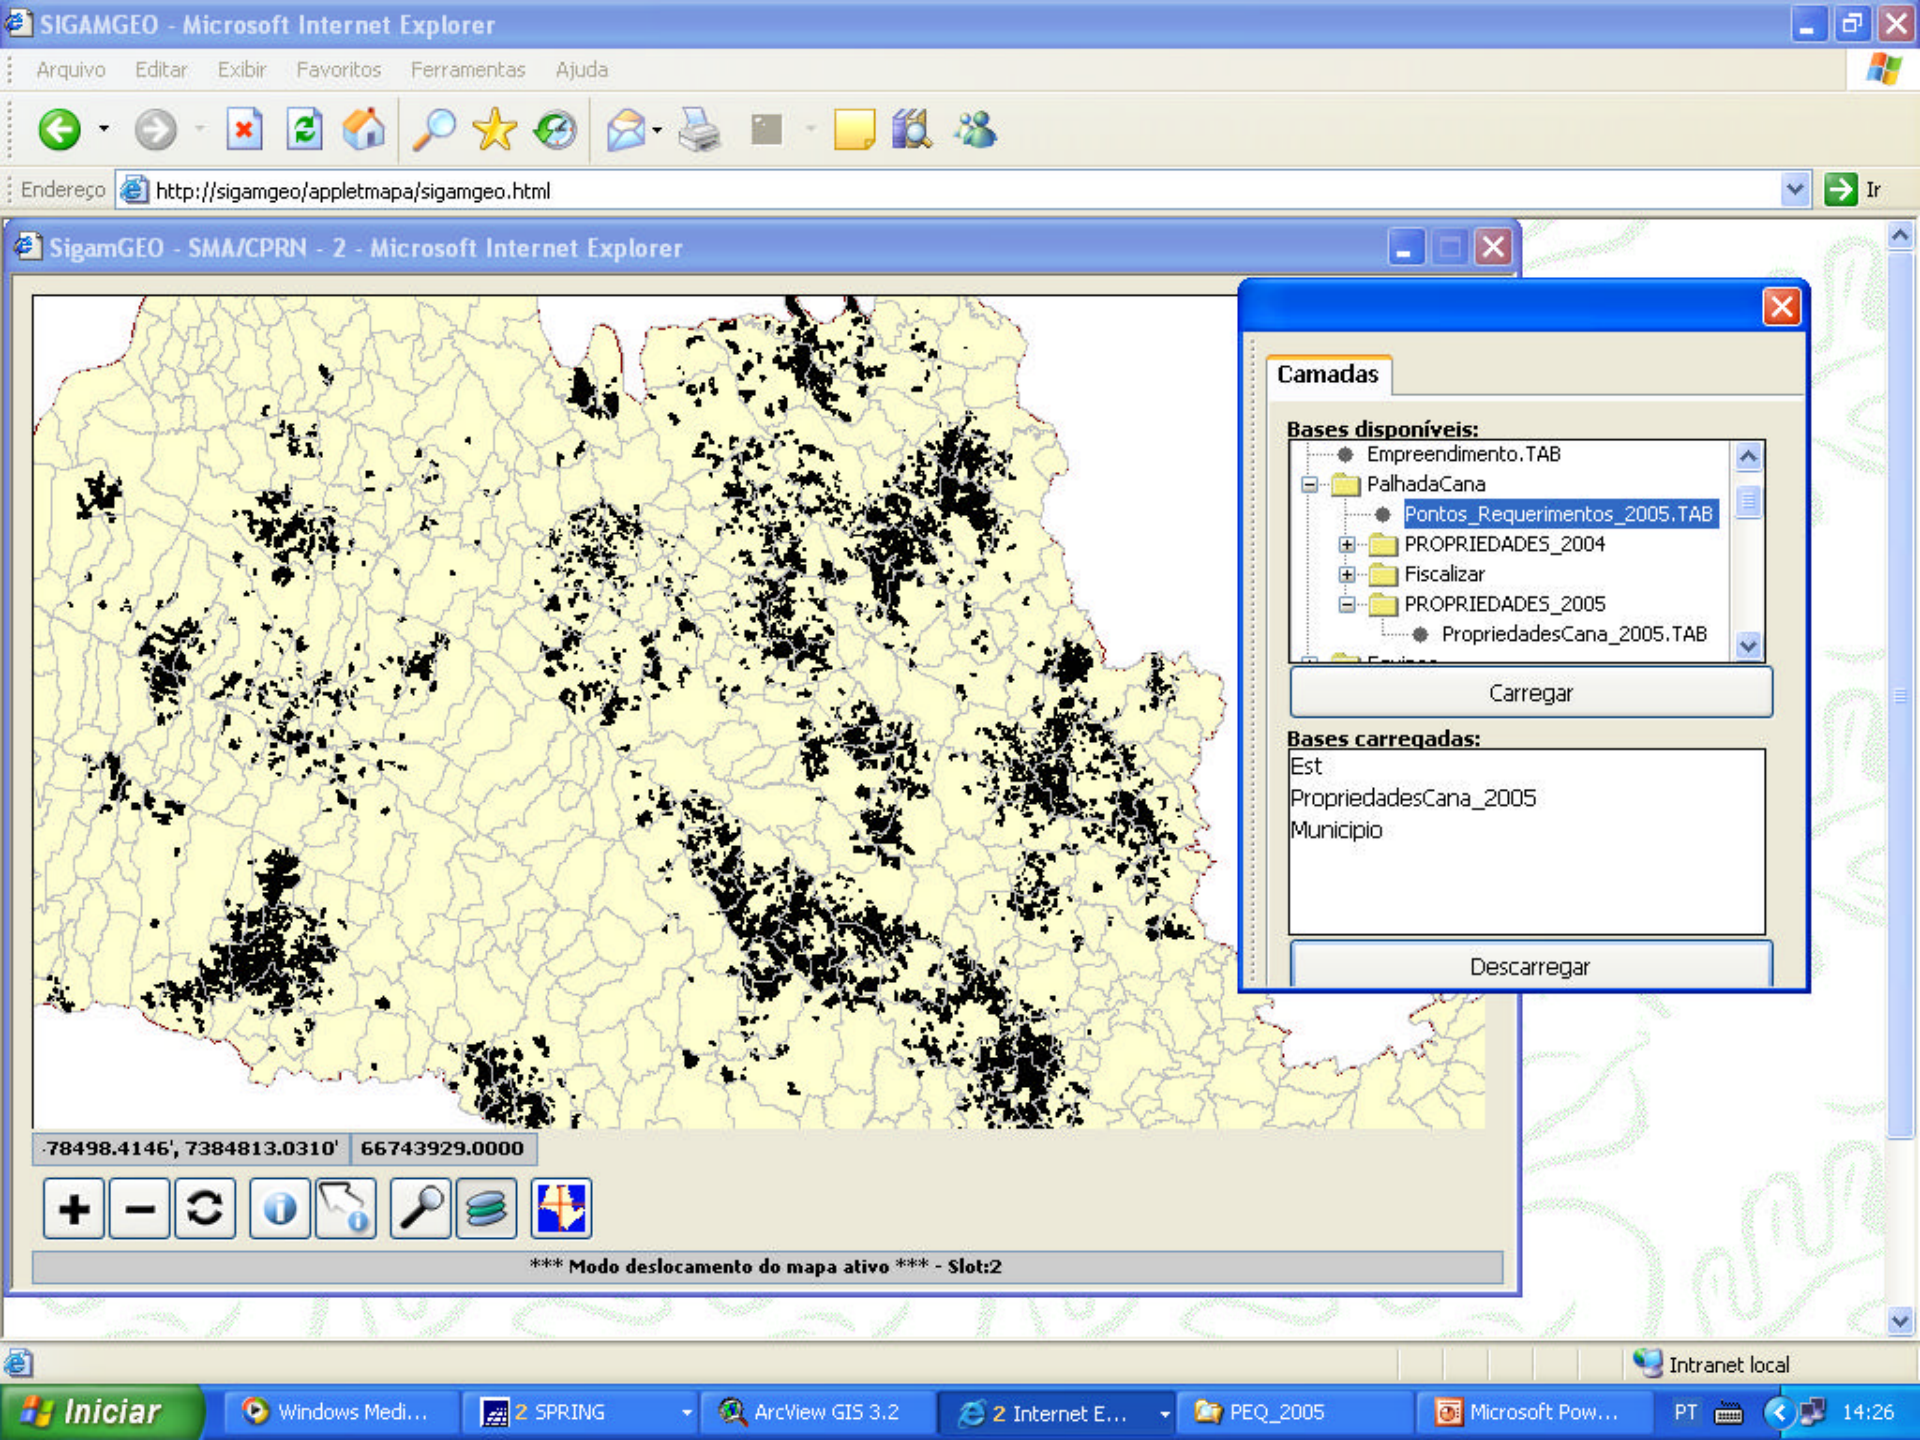 SIGAMGEO - Microsoft Internet Explorer
Arquivo Editar Exibir Favoritos Ferramentas Ajuda
Endereço http://sigamgeo/appletmapa/sigamgeo.html Ir
SigamGEO - SMA/CPRN - 2 - Microsoft Internet Explorer
Camadas
Bases disponíveis:
Empreendimento.TAB
PalhadaCana
Pontos_Requerimentos_2005.TAB
PROPRIEDADES_2004
Fiscalizar
PROPRIEDADES_2005
PropriedadesCana_2005.TAB
Carregar
Bases carregadas:
Est
PropriedadesCana_2005
Municipio
Descarregar
-78498.4146', 7384813.0310' 66743929.0000
*** Modo deslocamento do mapa ativo *** - Slot:2
Intranet local
Iniciar Windows Medi... 2 SPRING ArcView GIS 3.2 2 Internet E... PEQ_2005 Microsoft Pow... PT 14:26